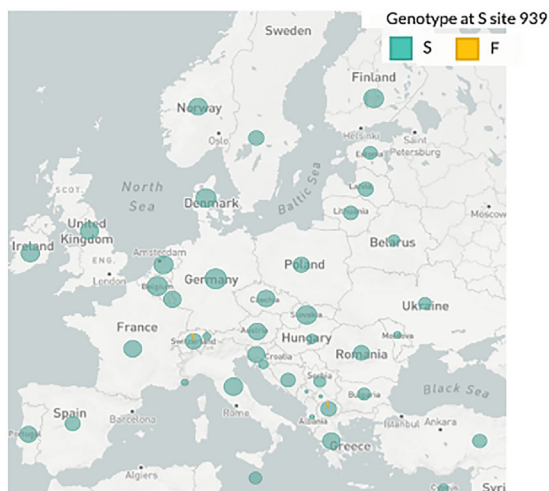 Genotype at S site 939
S F
Sweden
Finland
Norway
Helsinki
Oslo
Saint
Petersburg
Estonia
SCOT.
North
Sea
Baltic Sea
Latvia
Denmark
Lithuania
Moscow
United
Kingdom
Ireland
Belarus
Amsterdam
ENG.
London
Poland
Germany
Belgium
Czechia
Slovakia
Ukraine
France
Austria
Switzerland
Hungary
Moldova
Croatia
Romania
Serbia
Bulgaria
Black Sea
Spain
Barcelona
Rome
Albania
Istanbul
Ankara
Portugal
Greece
Algiers
Cyprus
Syri